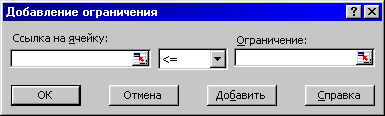 Добавление ограничения
Ссылка на ячейку: Ограничение:
<=
OK Отмена Добавить Справка